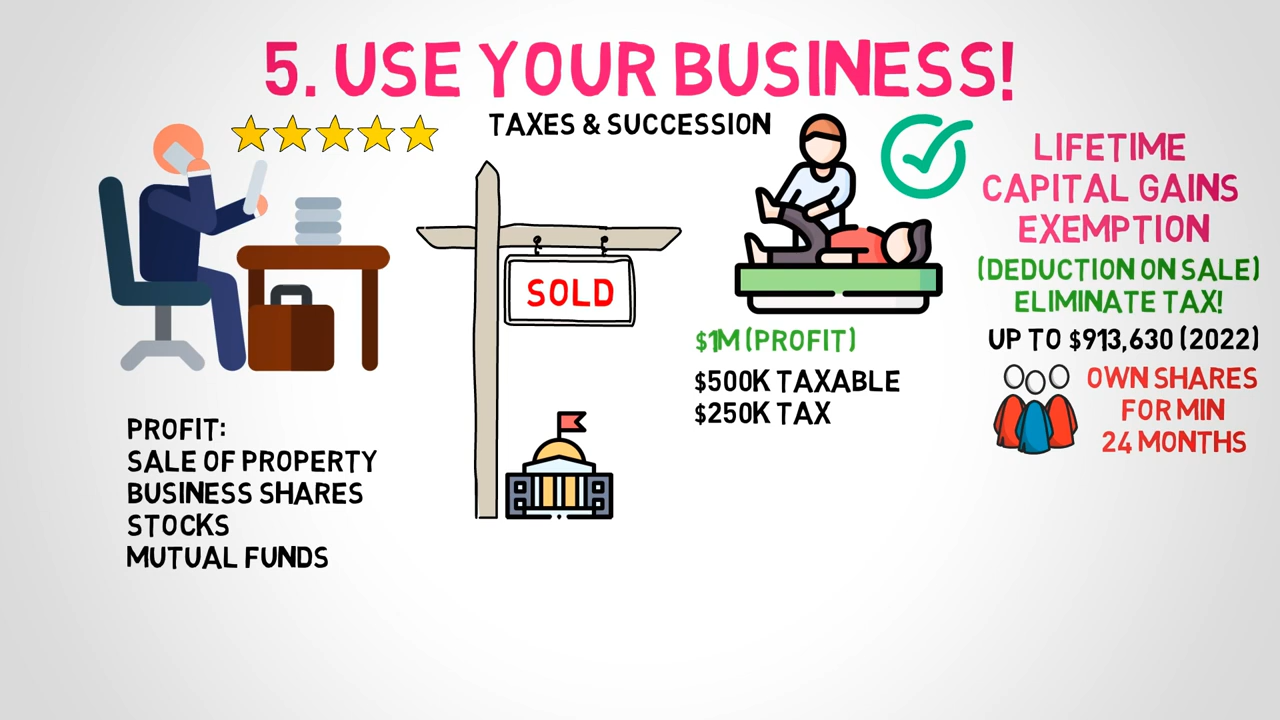 5. USE YOUR BUSINESS!
TAXES & SUCCESSION
SOLD
PROFIT:
SALE OF PROPERTY
BUSINESS SHARES
STOCKS
MUTUAL FUNDS
$1M (PROFIT)
$500K TAXABLE
$250K TAX
LIFETIME
CAPITAL GAINS
EXEMPTION
(DEDUCTION ON SALE)
ELIMINATE TAX!
UP TO $913,630 (2022)
OWN SHARES
FOR MIN
24 MONTHS